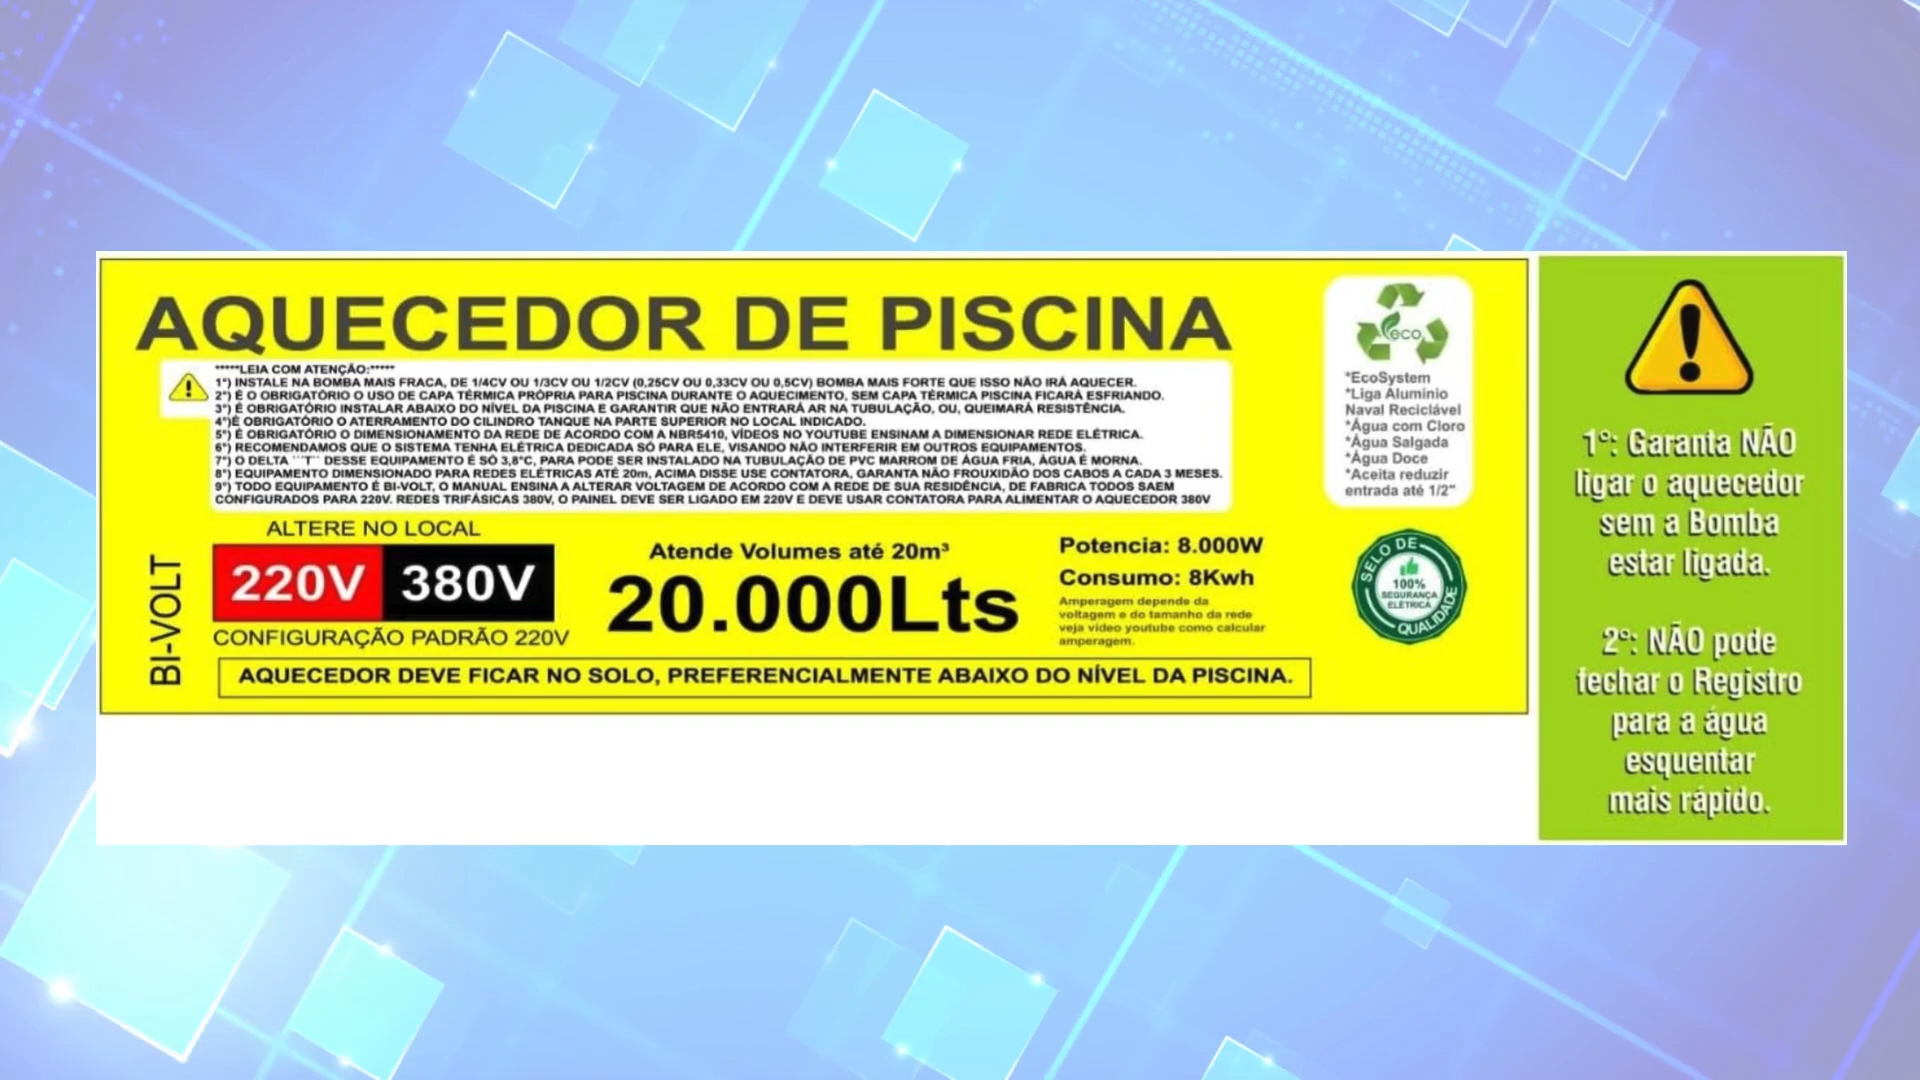 AQUECEDOR DE PISCINA
*****LEIA COM ATENÇÃO:*****
1°) INSTALE NA BOMBA MAIS FRACA, DE 1/4CV OU 1/3CV OU 1/2CV (0,25CV OU 0,33CV OU 0,5CV) BOMBA MAIS FORTE QUE ISSO NÃO IRÁ AQUECER.
2°) É O OBRIGATÓRIO O USO DE CAPA TÉRMICA PRÓPRIA PARA PISCINA DURANTE O AQUECIMENTO, SEM CAPA TÉRMICA PISCINA FICARÁ ESFRIANDO.
3°) É OBRIGATÓRIO INSTALAR ABAIXO DO NÍVEL DA PISCINA E GARANTIR QUE NÃO ENTRARÁ AR NA TUBULAÇÃO, OU, QUEIMARÁ RESISTÊNCIA.
4°)É OBRIGATÓRIO O ATERRAMENTO DO CILINDRO TANQUE NA PARTE SUPERIOR NO LOCAL INDICADO.
5°) É OBRIGATÓRIO O DIMENSIONAMENTO DA REDE DE ACORDO COM A NBR5410, VÍDEOS NO YOUTUBE ENSINAM A DIMENSIONAR REDE ELÉTRICA.
6°) RECOMENDAMOS QUE O SISTEMA TENHA ELÉTRICA DEDICADA SÓ PARA ELE, VISANDO NÃO INTERFERIR EM OUTROS EQUIPAMENTOS.
7°) O DELTA ¨¨T¨¨ DESSE EQUIPAMENTO É SÓ 3,8°C, PARA PODE SER INSTALADO NA TUBULAÇÃO DE PVC MARROM DE ÁGUA FRIA, ÁGUA É MORNA.
8°) EQUIPAMENTO DIMENSIONADO PARA REDES ELÉTRICAS ATÉ 20m, ACIMA DISSE USE CONTATORA, GARANTA NÃO FROUXIDÃO DOS CABOS A CADA 3 MESES.
9°) TODO EQUIPAMENTO É BI-VOLT, O MANUAL ENSINA A ALTERAR VOLTAGEM DE ACORDO COM A REDE DE SUA RESIDÊNCIA, DE FABRICA TODOS SAEM
CONFIGURADOS PARA 220V. REDES TRIFÁSICAS 380V, O PAINEL DEVE SER LIGADO EM 220V E DEVE USAR CONTATORA PARA ALIMENTAR O AQUECEDOR 380V
BI-VOLT
ALTERE NO LOCAL
220V 380V
CONFIGURAÇÃO PADRÃO 220V
Atende Volumes até 20m³
20.000Lts
Potencia: 8.000W
Consumo: 8Kwh
Amperagem depende da
voltagem e do tamanho da rede
veja vídeo youtube como calcular
amperagem.
AQUECEDOR DEVE FICAR NO SOLO, PREFERENCIALMENTE ABAIXO DO NÍVEL DA PISCINA.
eco
*EcoSystem
*Liga Alumínio
Naval Reciclável
*Água com Cloro
*Água Salgada
*Água Doce
*Aceita reduzir
entrada até 1/2"
SELO DE
100%
SEGURANÇA
ELÉTRICA
QUALIDADE
1°: Garanta NÃO
ligar o aquecedor
sem a Bomba
estar ligada.
2°: NÃO pode
fechar o Registro
para a água
esquentar
mais rápido.